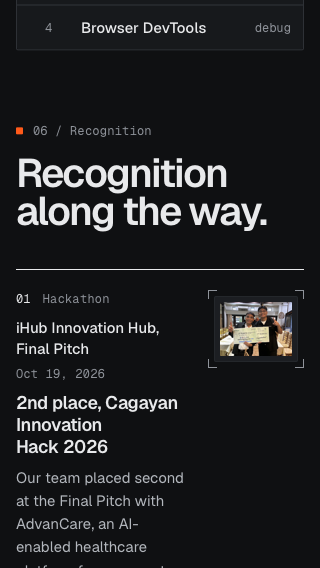 4 Browser DevTools debug
06 / Recognition
Recognition
along the way.
01 Hackathon
iHub Innovation Hub,
Final Pitch
Oct 19, 2026
2nd place, Cagayan
Innovation
Hack 2026
Our team placed second
at the Final Pitch with
AdvanCare, an AI-
enabled healthcare